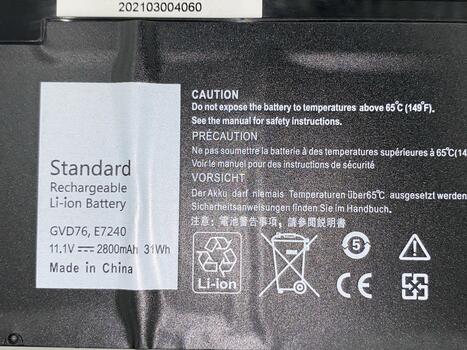 202103004060
Standard
Rechargeable
Li-ion Battery
GVD76, E7240
11.1V ⎓ 2800mAh 31Wh
Made in China
CAUTION
Do not expose the battery to temperatures above 65℃ (149℉).
See the manual for safety instructions.
PRÉCAUTION
Ne pas soumettre la batterie à des températures supérieures à 65℃(14
Voir le manuel pour des instructions de sécurité
VORSICHT
Der Akku darf niemals Temperaturen über65℃ ausgesetzt werden
Sicherheitsanweisungen finden Sie im Handbuch.
注意：電池警告事項，請參閱説明書
Li-ion
5
CE